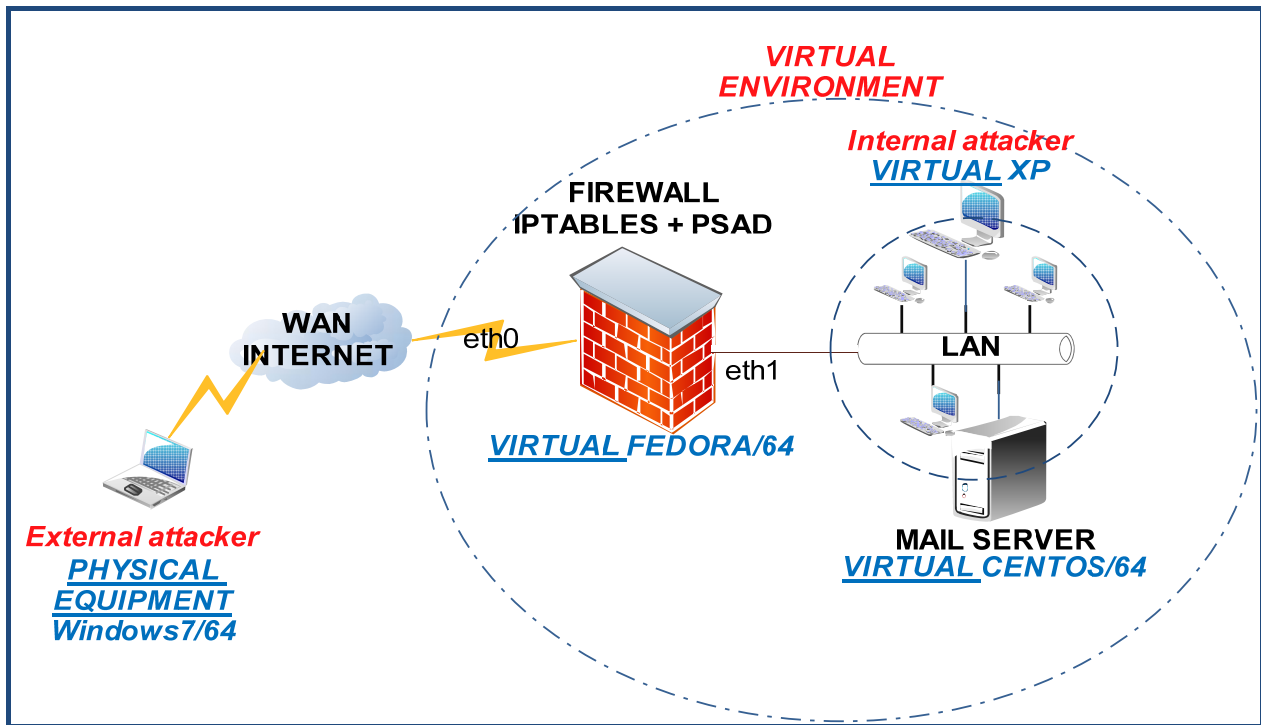 VIRTUAL
ENVIRONMENT
Internal attacker
VIRTUAL XP
FIREWALL
IPTABLES + PSAD
WAN
INTERNET
eth0
eth1
LAN
VIRTUAL FEDORA/64
External attacker
PHYSICAL
EQUIPMENT
Windows7/64
MAIL SERVER
VIRTUAL CENTOS/64